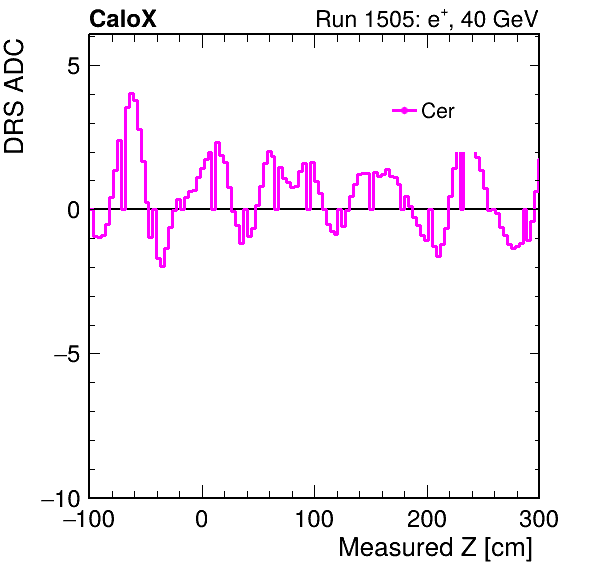 CaloX
Run 1505: e+, 40 GeV
DRS ADC
Cer
5
0
−5
−10
−100 0 100 200 300
Measured Z [cm]